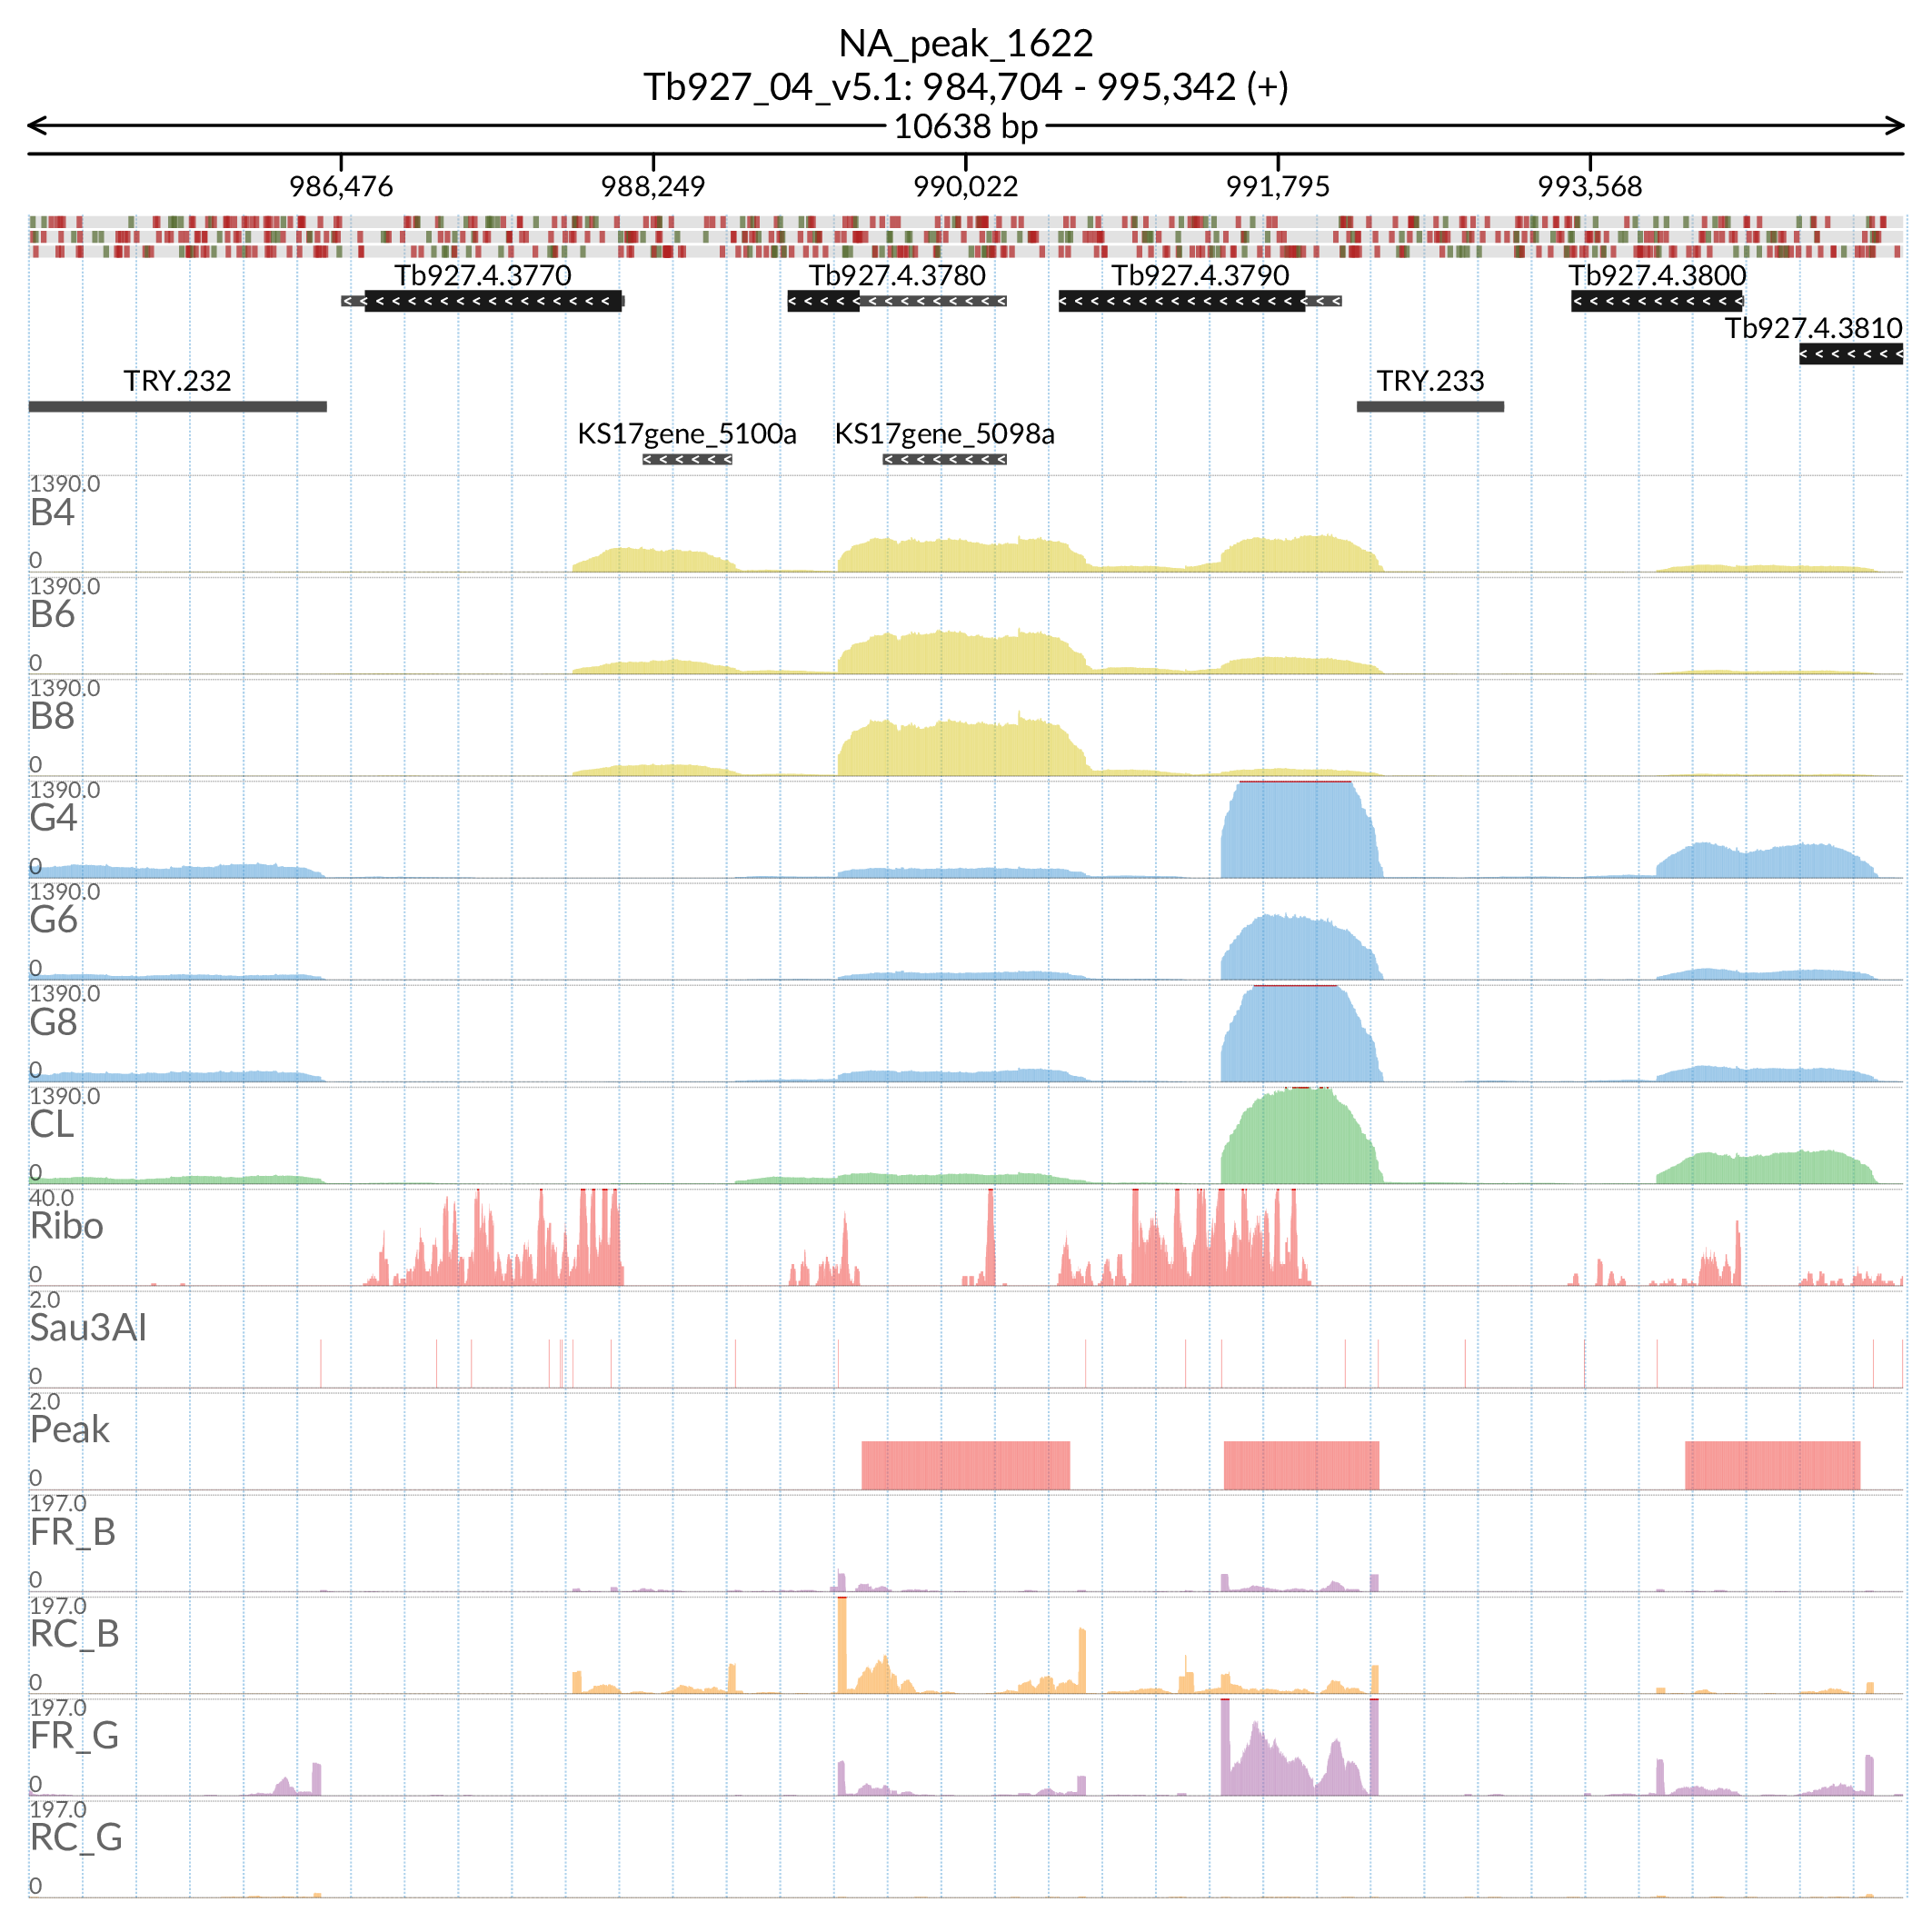 NA_peak_1622
Tb927_04_v5.1: 984,704 - 995,342 (+)
10638 bp
986,476 988,249 990,022 991,795 993,568
Tb927.4.3770 Tb927.4.3780 Tb927.4.3790 Tb927.4.3800
Tb927.4.3810
TRY.232 TRY.233
KS17gene_5100a KS17gene_5098a
1390.0
B4
0
1390.0
B6
0
1390.0
B8
0
1390.0
G4
0
1390.0
G6
0
1390.0
G8
0
1390.0
CL
0
40.0
Ribo
0
2.0
Sau3AI
0
2.0
Peak
0
197.0
FR_B
0
197.0
RC_B
0
197.0
FR_G
0
197.0
RC_G
0